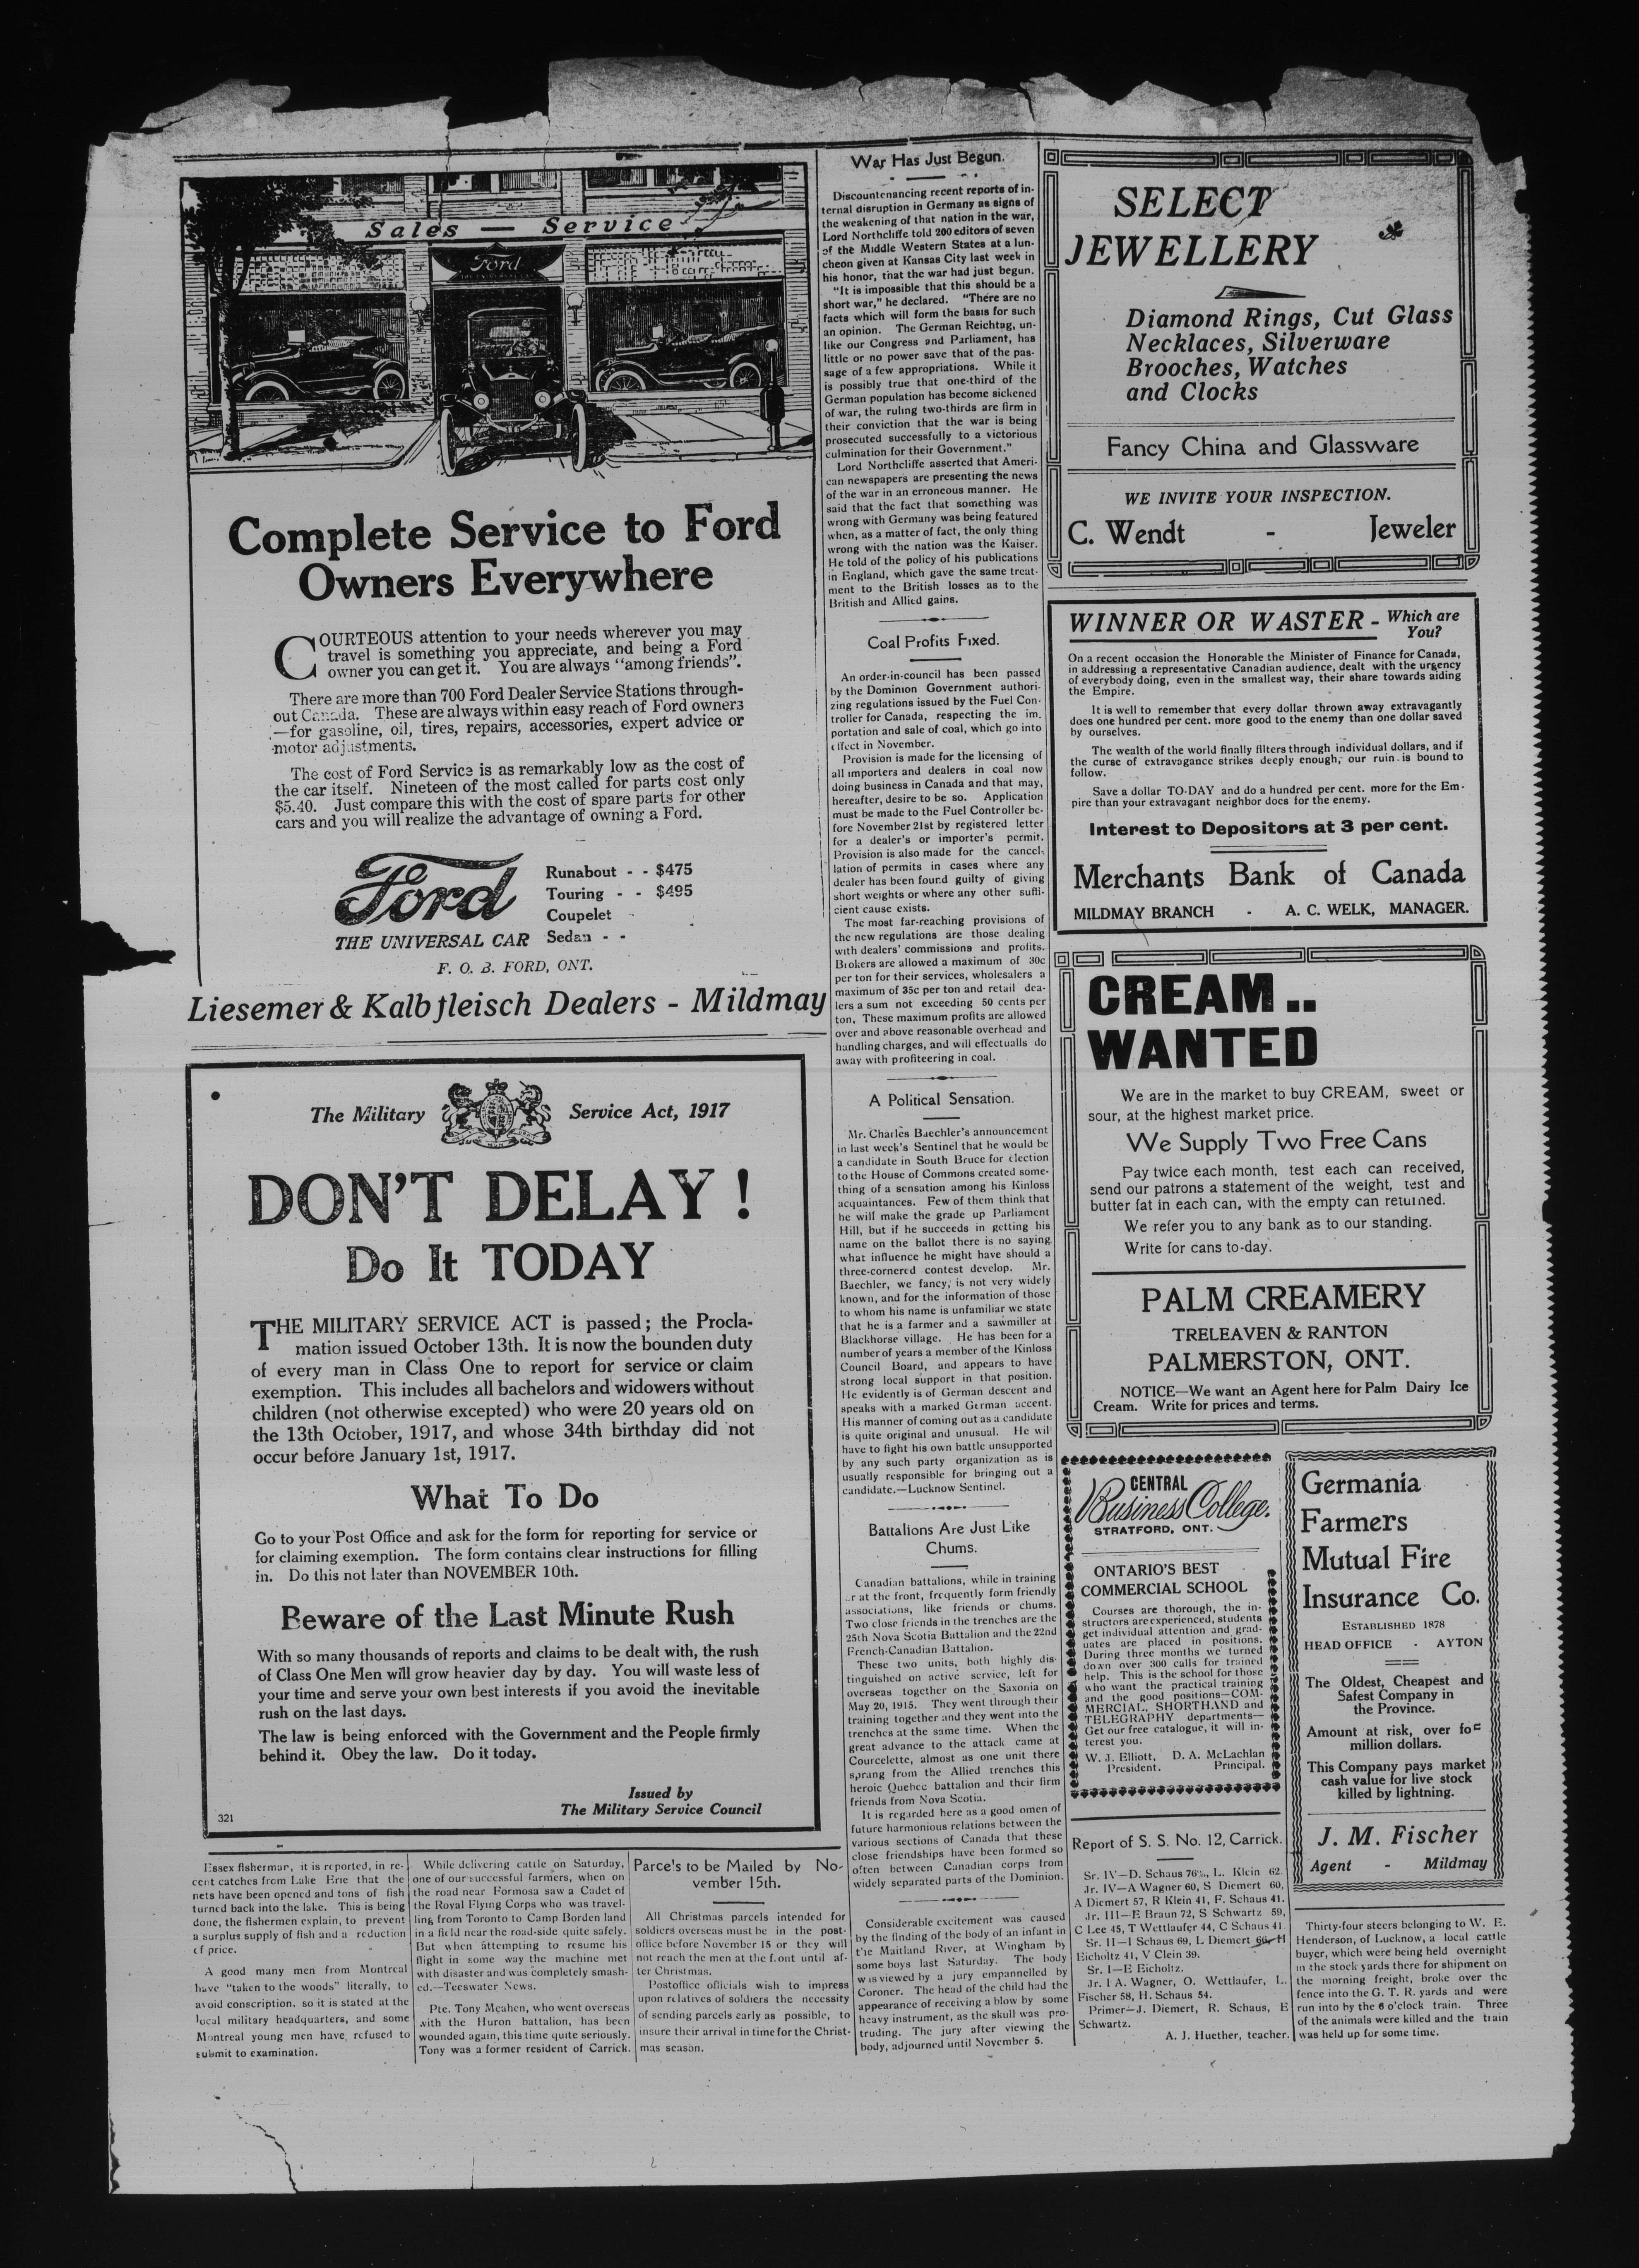 Sales — Service
Ford
Complete Service to Ford
Owners Everywhere
COURTEOUS attention to your needs wherever you may
travel is something you appreciate, and being a Ford
owner you can get it. You are always "among friends".
There are more than 700 Ford Dealer Service Stations through-
out Canada. These are always within easy reach of Ford owners
—for gasoline, oil, tires, repairs, accessories, expert advice or
motor adjustments.
The cost of Ford Service is as remarkably low as the cost of
the car itself. Nineteen of the most called for parts cost only
$5.40. Just compare this with the cost of spare parts for other
cars and you will realize the advantage of owning a Ford.
Ford
THE UNIVERSAL CAR
Runabout - - $475
Touring - - $495
Coupelet -
Sedan - -
F. O. B. FORD, ONT.
Liesemer & Kalbfleisch Dealers - Mildmay
The Military Service Act, 1917
DON'T DELAY!
Do It TODAY
THE MILITARY SERVICE ACT is passed; the Procla-
mation issued October 13th. It is now the bounden duty
of every man in Class One to report for service or claim
exemption. This includes all bachelors and widowers without
children (not otherwise excepted) who were 20 years old on
the 13th October, 1917, and whose 34th birthday did not
occur before January 1st, 1917.
What To Do
Go to your Post Office and ask for the form for reporting for service or
for claiming exemption. The form contains clear instructions for filling
in. Do this not later than NOVEMBER 10th.
Beware of the Last Minute Rush
With so many thousands of reports and claims to be dealt with, the rush
of Class One Men will grow heavier day by day. You will waste less of
your time and serve your own best interests if you avoid the inevitable
rush on the last days.
The law is being enforced with the Government and the People firmly
behind it. Obey the law. Do it today.
Issued by
The Military Service Council
321
Essex fisherman, it is reported, in re-
cent catches from Lake Erie that the
nets have been opened and tons of fish
turned back into the lake. This is being
done, the fishermen explain, to prevent
a surplus supply of fish and a reduction
of price.
A good many men from Montreal
have "taken to the woods" literally, to
avoid conscription. so it is stated at the
local military headquarters, and some
Montreal young men have refused to
submit to examination.
While delivering cattle on Saturday,
one of our successful farmers, when on
the road near Formosa saw a Cadet of
the Royal Flying Corps who was travel-
ling from Toronto to Camp Borden land
in a field near the road-side quite safely.
But when attempting to resume his
flight in some way the machine met
with disaster and was completely smash-
ed.—Teeswater News.
Pte. Tony Meahen, who went overseas
with the Huron battalion, has been
wounded again, this time quite seriously.
Tony was a former resident of Carrick.
Parce's to be Mailed by No-
vember 15th.
All Christmas parcels intended for
soldiers overseas must be in the post-
office before November 15 or they will
not reach the men at the front until af-
ter Christmas.
Postoffice officials wish to impress
upon relatives of soldiers the necessity
of sending parcels early as possible, to
insure their arrival in time for the Christ-
mas season.
War Has Just Begun.
Discountenancing recent reports of in-
ternal disruption in Germany as signs of
the weakening of that nation in the war,
Lord Northcliffe told 200 editors of seven
of the Middle Western States at a lun-
cheon given at Kansas City last week in
his honor, that the war had just begun.
"It is impossible that this should be a
short war," he declared. "There are no
facts which will form the basis for such
an opinion. The German Reichtag, un-
like our Congress and Parliament, has
little or no power save that of the pas-
sage of a few appropriations. While it
is possibly true that one-third of the
German population has become sickened
of war, the ruling two-thirds are firm in
their conviction that the war is being
prosecuted successfully to a victorious
culmination for their Government."
Lord Northcliffe asserted that Ameri-
can newspapers are presenting the news
of the war in an erroneous manner. He
said that the fact that something was
wrong with Germany was being featured
when, as a matter of fact, the only thing
wrong with the nation was the Kaiser.
He told of the policy of his publications
in England, which gave the same treat-
ment to the British losses as to the
British and Allied gains.
Coal Profits Fixed.
An order-in-council has been passed
by the Dominion Government authori-
zing regulations issued by the Fuel Con-
troller for Canada, respecting the im.
portation and sale of coal, which go into
effect in November.
Provision is made for the licensing of
all importers and dealers in coal now
doing business in Canada and that may,
hereafter, desire to be so. Application
must be made to the Fuel Controller be-
fore November 21st by registered letter
for a dealer's or importer's permit.
Provision is also made for the cancel-
lation of permits in cases where any
dealer has been found guilty of giving
short weights or where any other suffi-
cient cause exists.
The most far-reaching provisions of
the new regulations are those dealing
with dealers' commissions and profits.
Brokers are allowed a maximum of 30c
per ton for their services, wholesalers a
maximum of 35c per ton and retail dea-
lers a sum not exceeding 50 cents per
ton. These maximum profits are allowed
over and above reasonable overhead and
handling charges, and will effectualls do
away with profiteering in coal.
A Political Sensation.
Mr. Charles Baechler's announcement
in last week's Sentinel that he would be
a candidate in South Bruce for election
to the House of Commons created some-
thing of a sensation among his Kinloss
acquaintances. Few of them think that
he will make the grade up Parliament
Hill, but if he succeeds in getting his
name on the ballot there is no saying
what influence he might have should a
three-cornered contest develop. Mr.
Baechler, we fancy, is not very widely
known, and for the information of those
to whom his name is unfamiliar we state
that he is a farmer and a sawmiller at
Blackhorse village. He has been for a
number of years a member of the Kinloss
Council Board, and appears to have
strong local support in that position.
He evidently is of German descent and
speaks with a marked German accent.
His manner of coming out as a candidate
is quite original and unusual. He wil
have to fight his own battle unsupported
by any such party organization as is
usually responsible for bringing out a
candidate.—Lucknow Sentinel.
Battalions Are Just Like
Chums.
Canadian battalions, while in training
r at the front, frequently form friendly
associations, like friends or chums.
Two close friends in the trenches are the
25th Nova Scotia Battalion and the 22nd
French-Canadian Battalion.
These two units, both highly dis-
tinguished on active service, left for
overseas together on the Saxonia on
May 20, 1915. They went through their
training together and they went into the
trenches at the same time. When the
great advance to the attack came at
Courcelette, almost as one unit there
sprang from the Allied trenches this
heroic Quebec battalion and their firm
friends from Nova Scotia.
It is regarded here as a good omen of
future harmonious relations between the
various sections of Canada that these
close friendships have been formed so
often between Canadian corps from
widely separated parts of the Dominion.
Considerable excitement was caused
by the finding of the body of an infant in
the Maitland River, at Wingham by
some boys last Saturday. The body
was viewed by a jury empannelled by
Coroner. The head of the child had the
appearance of receiving a blow by some
heavy instrument, as the skull was pro-
truding. The jury after viewing the
body, adjourned until November 5.
SELECT
JEWELLERY
Diamond Rings, Cut Glass
Necklaces, Silverware
Brooches, Watches
and Clocks
Fancy China and Glassware
WE INVITE YOUR INSPECTION.
C. Wendt - Jeweler
WINNER OR WASTER - Which are
You?
On a recent occasion the Honorable the Minister of Finance for Canada,
in addressing a representative Canadian audience, dealt with the urgency
of everybody doing, even in the smallest way, their share towards aiding
the Empire.
It is well to remember that every dollar thrown away extravagantly
does one hundred per cent. more good to the enemy than one dollar saved
by ourselves.
The wealth of the world finally filters through individual dollars, and if
the curse of extravagance strikes deeply enough, our ruin is bound to
follow.
Save a dollar TO-DAY and do a hundred per cent. more for the Em-
pire than your extravagant neighbor does for the enemy.
Interest to Depositors at 3 per cent.
Merchants Bank of Canada
MILDMAY BRANCH - A. C. WELK, MANAGER.
CREAM..
WANTED
We are in the market to buy CREAM, sweet or
sour, at the highest market price.
We Supply Two Free Cans
Pay twice each month, test each can received,
send our patrons a statement of the weight, test and
butter fat in each can, with the empty can returned.
We refer you to any bank as to our standing.
Write for cans to-day.
PALM CREAMERY
TRELEAVEN & RANTON
PALMERSTON, ONT.
NOTICE—We want an Agent here for Palm Dairy Ice
Cream. Write for prices and terms.
CENTRAL
Business College.
STRATFORD, ONT.
ONTARIO'S BEST
COMMERCIAL SCHOOL
Courses are thorough, the in-
structors are experienced, students
get individual attention and grad-
uates are placed in positions.
During three months we turned
down over 300 calls for trained
help. This is the school for those
who want the practical training
and the good positions—COM-
MERCIAL, SHORTHAND and
TELEGRAPHY departments—
Get our free catalogue, it will in-
terest you.
W. J. Elliott, D. A. McLachlan
President. Principal.
Germania
Farmers
Mutual Fire
Insurance Co.
ESTABLISHED 1878
HEAD OFFICE - AYTON
The Oldest, Cheapest and
Safest Company in
the Province.
Amount at risk, over fo
million dollars.
This Company pays market
cash value for live stock
killed by lightning.
J. M. Fischer
Agent - Mildmay
Report of S. S. No. 12, Carrick.
Sr. IV—D. Schaus 76%, L. Klein 62.
Jr. IV—A Wagner 60, S Diemert 60,
A Diemert 57, R Klein 41, F. Schaus 41.
Jr. III—E Braun 72, S Schwartz 59,
C Lee 45, T Wettlaufer 44, C Schaus 41
Sr. II—I Schaus 69, L Diemert 66, H
Eicholtz 41, V Clein 39.
Sr. I—E Eicholtz.
Jr. I A. Wagner, O. Wettlaufer, L.
Fischer 58, H. Schaus 54.
Primer—J. Diemert, R. Schaus, E
Schwartz.
A. J. Huether, teacher.
Thirty-four steers belonging to W. E.
Henderson, of Lucknow, a local cattle
buyer, which were being held overnight
in the stock yards there for shipment on
the morning freight, broke over the
fence into the G. T. R. yards and were
run into by the 6 o'clock train. Three
of the animals were killed and the train
was held up for some time.